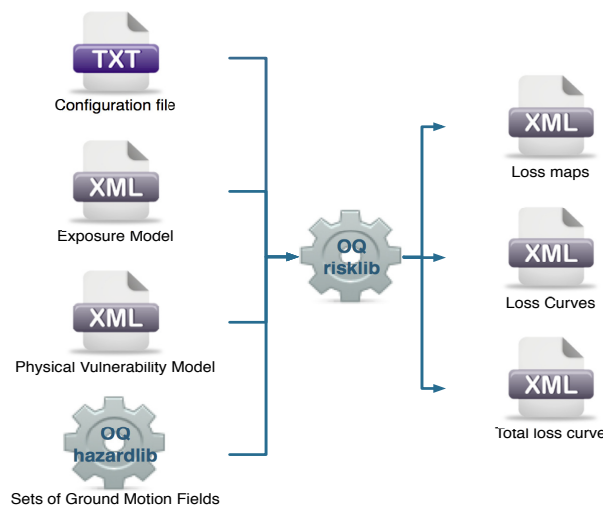 TXT
Configuration file
XML
Exposure Model
XML
Physical Vulnerability Model
OQ
hazardlib
Sets of Ground Motion Fields
OQ
risklib
XML
Loss maps
XML
Loss Curves
XML
Total loss curve